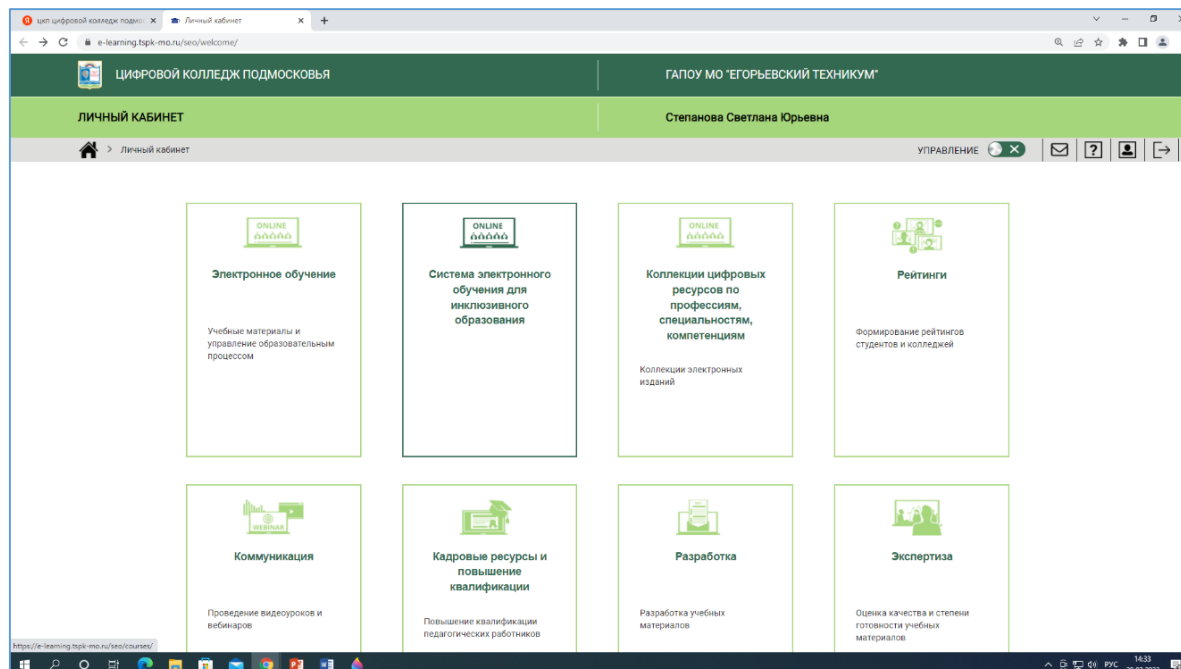 цкп цифровой колледж подмос
Личный кабинет
e-learning.tspk-mo.ru/seo/welcome/
ЦИФРОВОЙ КОЛЛЕДЖ ПОДМОСКОВЬЯ
ГАПОУ МО "ЕГОРЬЕВСКИЙ ТЕХНИКУМ"
ЛИЧНЫЙ КАБИНЕТ
Степанова Светлана Юрьевна
> Личный кабинет
УПРАВЛЕНИЕ
ONLINE
Электронное обучение
Учебные материалы и
управление образовательным
процессом
ONLINE
Система электронного
обучения для
инклюзивного
образования
ONLINE
Коллекции цифровых
ресурсов по
профессиям,
специальностям,
компетенциям
Коллекции электронных
изданий
Рейтинги
Формирование рейтингов
студентов и колледжей
WEBINAR
Коммуникация
Проведение видеоуроков и
вебинаров
Кадровые ресурсы и
повышение
квалификации
Повышение квалификации
педагогических работников
Разработка
Разработка учебных
материалов
Экспертиза
Оценка качества и степени
готовности учебных
материалов
https://e-learning.tspk-mo.ru/seo/courses/
РУС
14:33